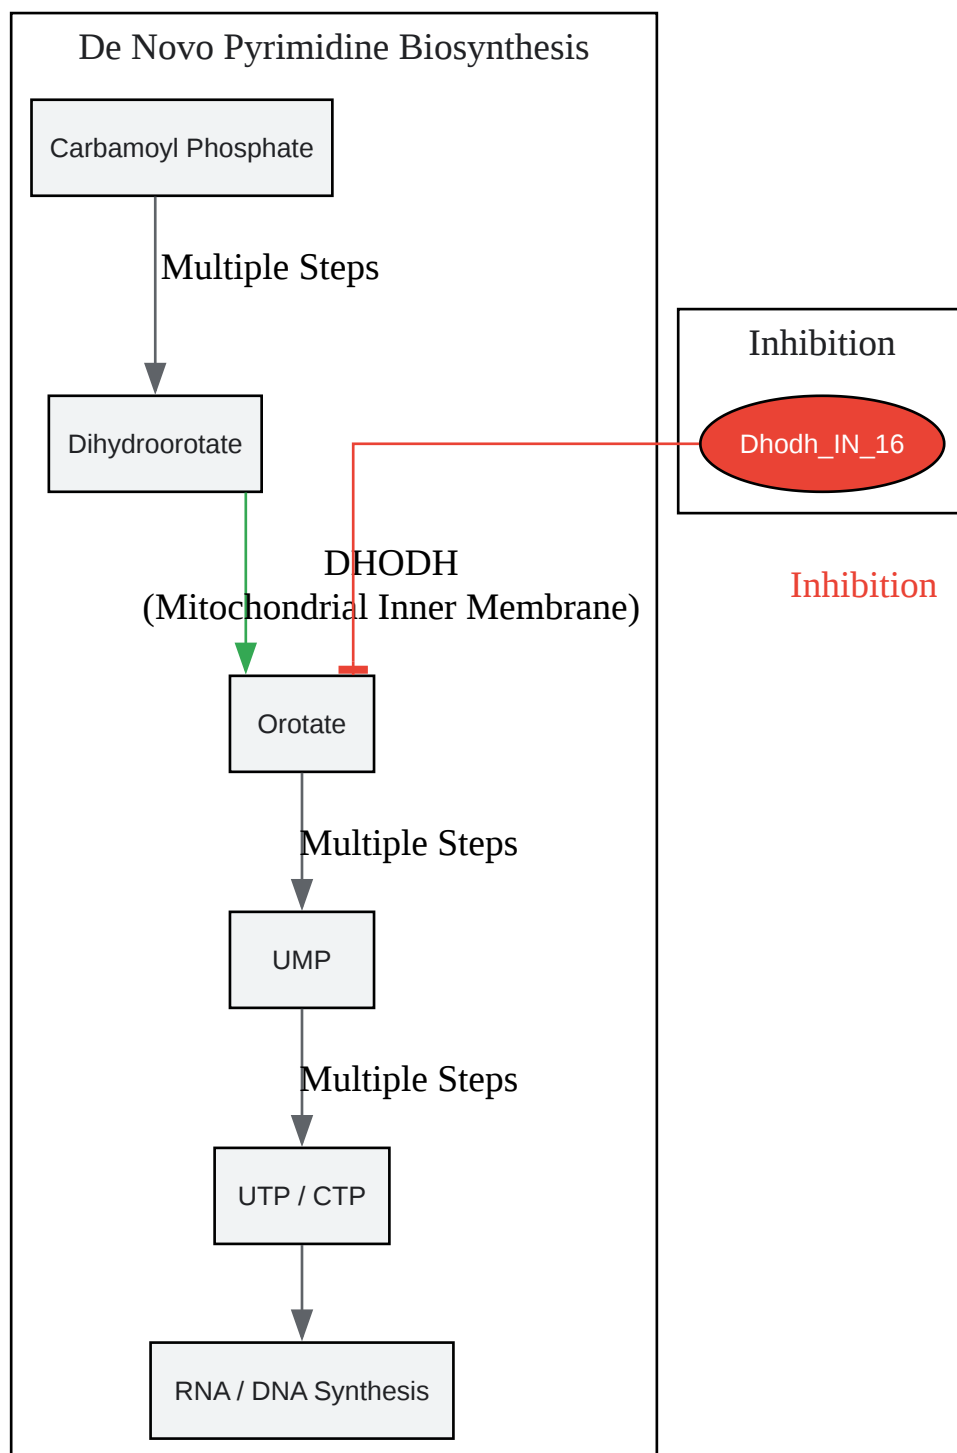 De Novo Pyrimidine Biosynthesis
Carbamoyl Phosphate
Multiple Steps
Inhibition
Dihydroorotate
Dhodh_IN_16
DHODH
(Mitochondrial Inner Membrane)
Inhibition
Orotate
Multiple Steps
UMP
Multiple Steps
UTP / CTP
RNA / DNA Synthesis